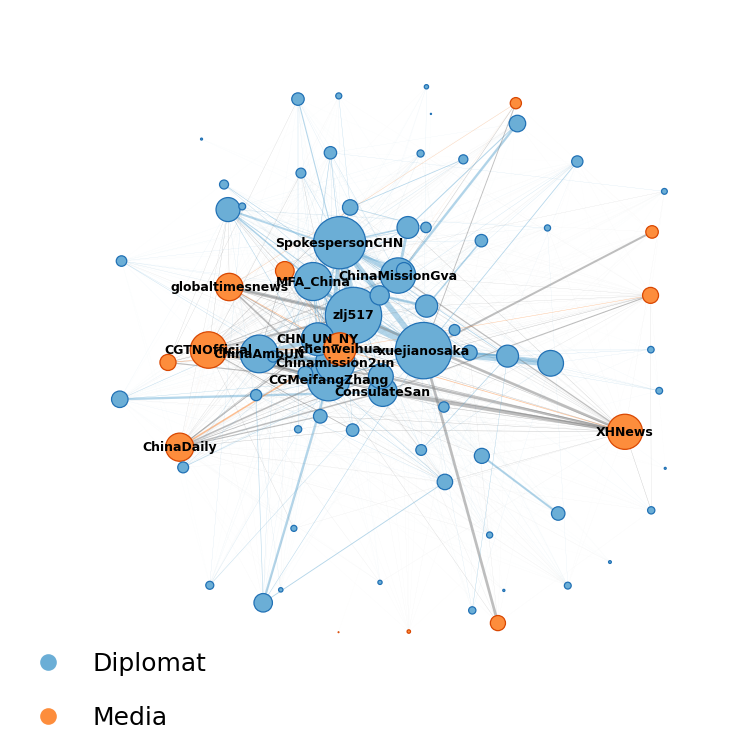 SpokespersonCHN
ChinaMissionGva
MFA_China
globaltimesnews
zlj517
CHN_UN_NY
chenweihua
xuejianosaka
CGTNOfficial
ChinaAmbUN
Chinamission2un
CGMeifangZhang
ConsulateSan
XHNews
ChinaDaily
Diplomat
Media